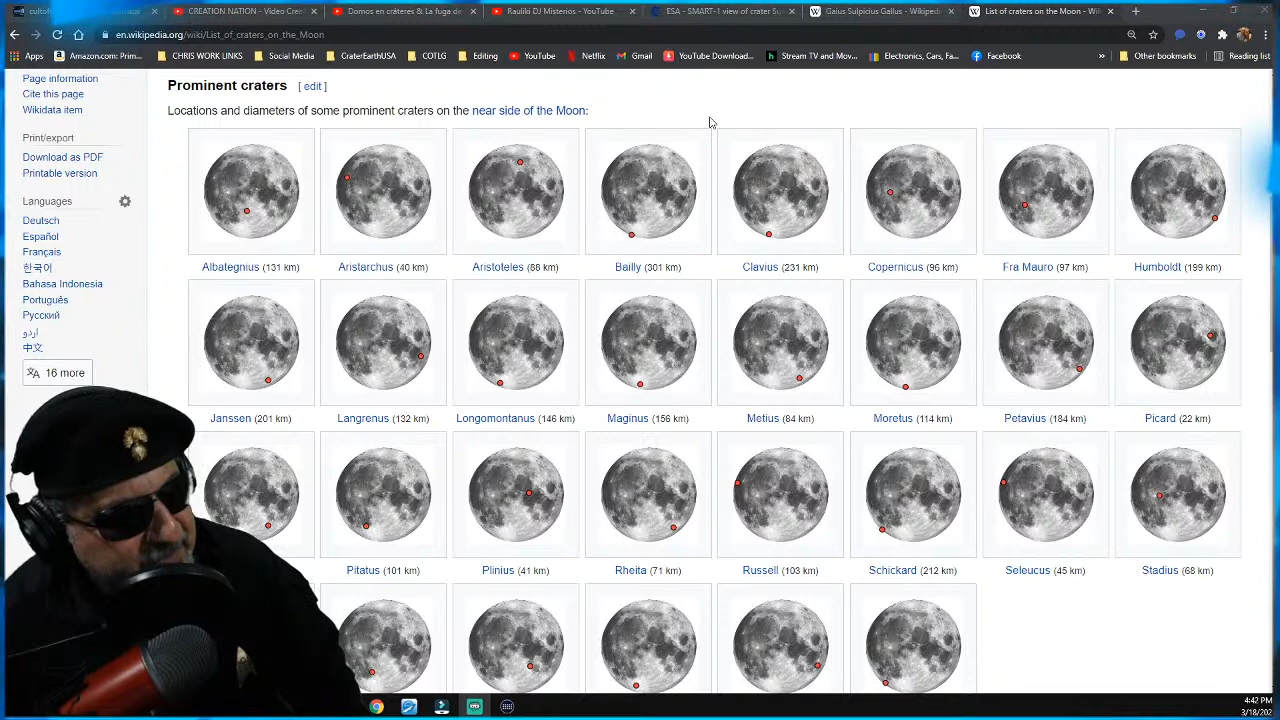 CREATION NATION - Video Creat
Domos en cráteres & La fuga de
Rauliki DJ Misterios - YouTube
ESA - SMART-1 view of crater Su
Gaius Sulpicius Gallus - Wikipedi
List of craters on the Moon - Wik
en.wikipedia.org/wiki/List_of_craters_on_the_Moon
Apps
Amazon.com: Prim...
CHRIS WORK LINKS
Social Media
CraterEarthUSA
COTLG
Editing
YouTube
Netflix
Gmail
YouTube Download...
Stream TV and Mov...
Electronics, Cars, Fa...
Facebook
»
Other bookmarks
Reading list
Page information
Cite this page
Wikidata item
Print/export
Download as PDF
Printable version
Languages
Deutsch
Español
Français
한국어
Bahasa Indonesia
Português
Русский
اردو
中文
16 more
Prominent craters [ edit ]
Locations and diameters of some prominent craters on the near side of the Moon:
Albategnius (131 km)
Aristarchus (40 km)
Aristoteles (88 km)
Bailly (301 km)
Clavius (231 km)
Copernicus (96 km)
Fra Mauro (97 km)
Humboldt (199 km)
Janssen (201 km)
Langrenus (132 km)
Longomontanus (146 km)
Maginus (156 km)
Metius (84 km)
Moretus (114 km)
Petavius (184 km)
Picard (22 km)
Pitatus (101 km)
Plinius (41 km)
Rheita (71 km)
Russell (103 km)
Schickard (212 km)
Seleucus (45 km)
Stadius (68 km)
4:42 PM
3/18/202